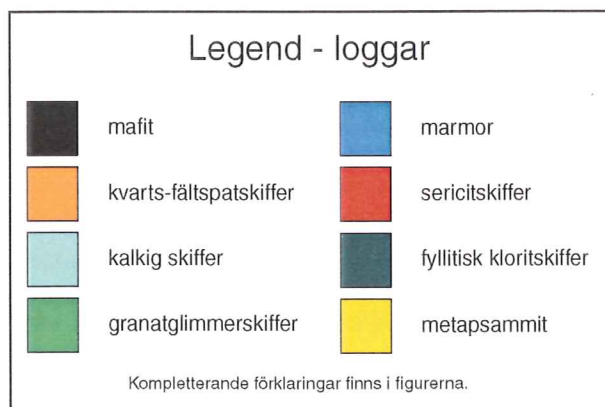 Legend - loggar
mafit
marmor
kvarts-fältspatskiffer
sericitskiffer
kalkig skiffer
fyllitisk kloritskiffer
granatglimmerskiffer
metapsammit
Kompletterande förklaringar finns i figurerna.